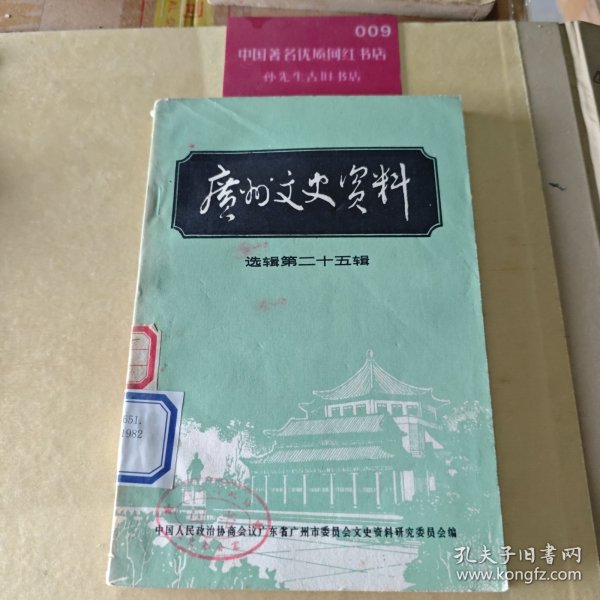 009
中国著名优质网红书店
孙先生古旧书店
廣州文史资料
选辑第二十五辑
651.
1982
中国人民政治协商会议广东省广州市委员会文史资料研究委员会编
孔夫子旧书网
www.kongfz.com